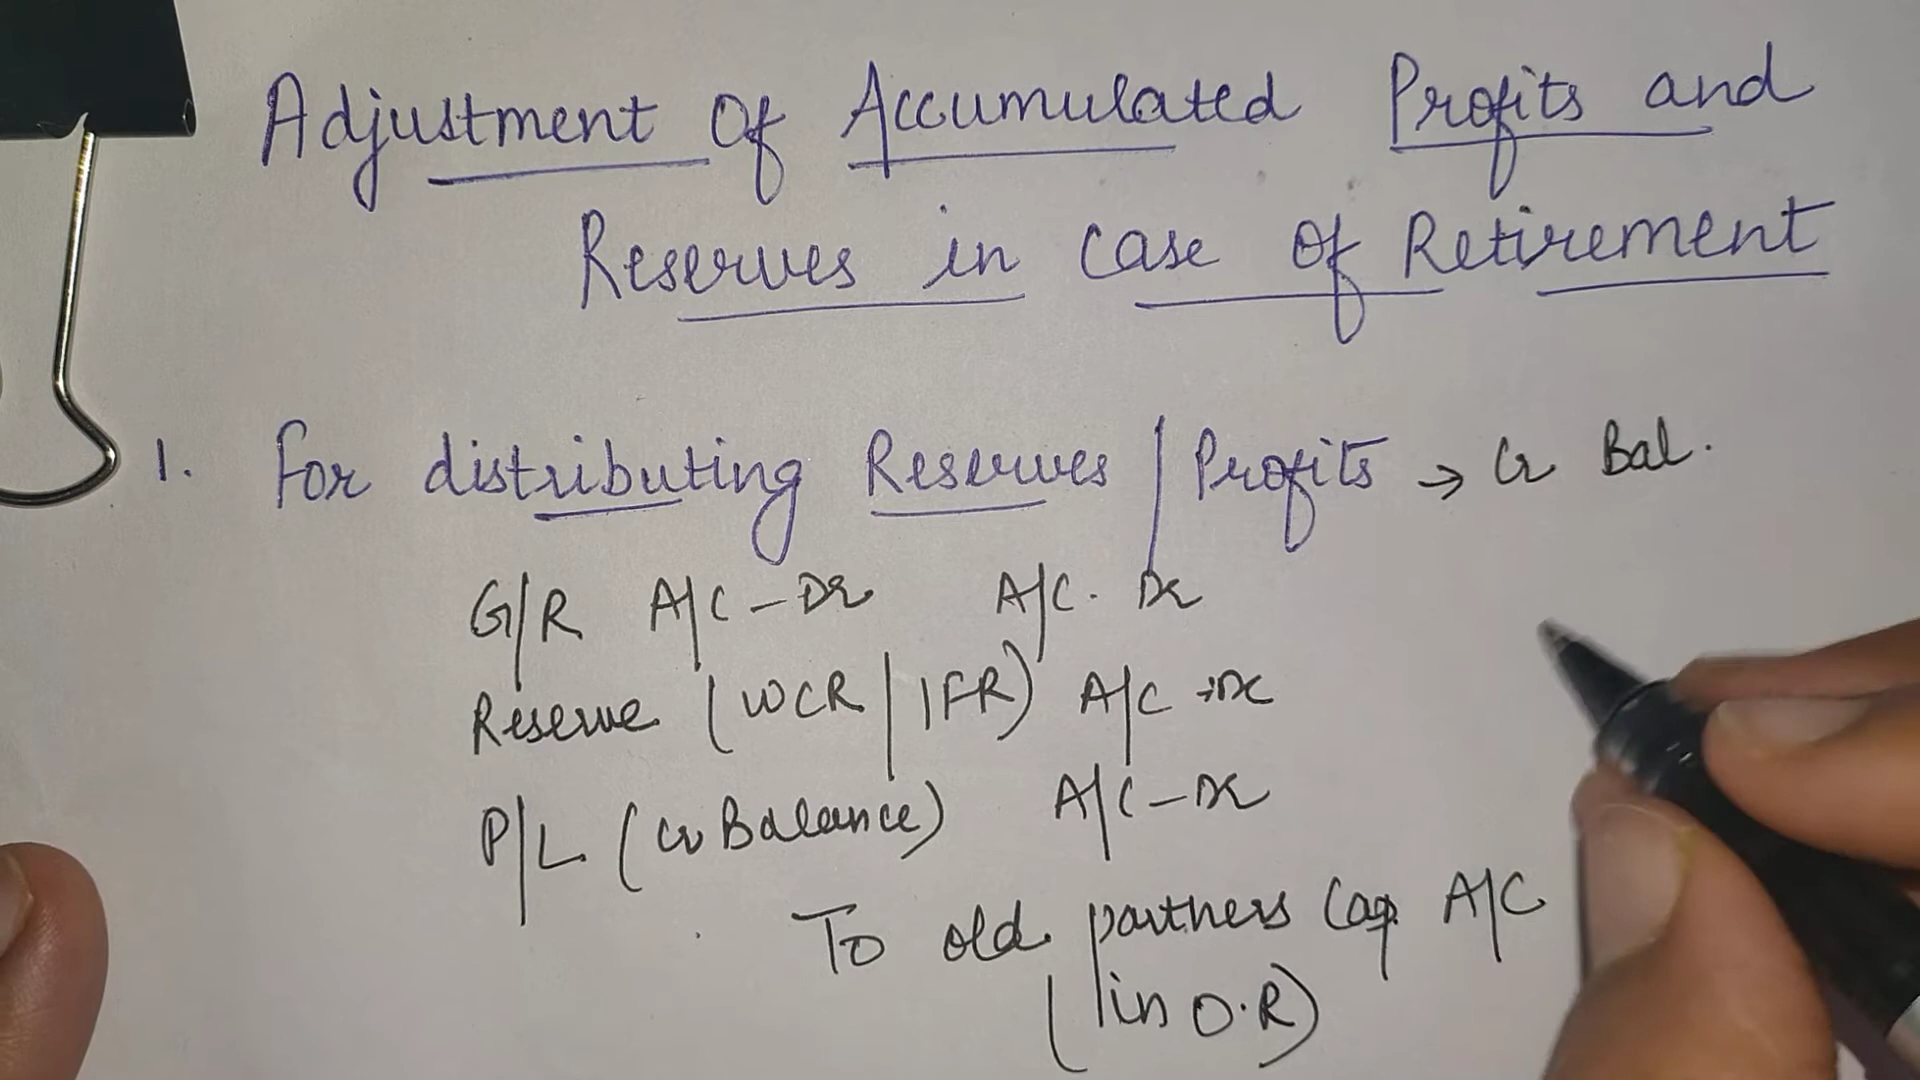 Adjustment Of Accumulated Profits and
Reserves in Case Of Retirement
1. For distributing Reserves / Profits → Cr Bal.
G/R A/C - Dr A/C. Dr
Reserve (WCR / IFR) A/C - Dr
P/L (Cr Balance) A/C - Dr
To old partners Cap A/C
(in O.R)